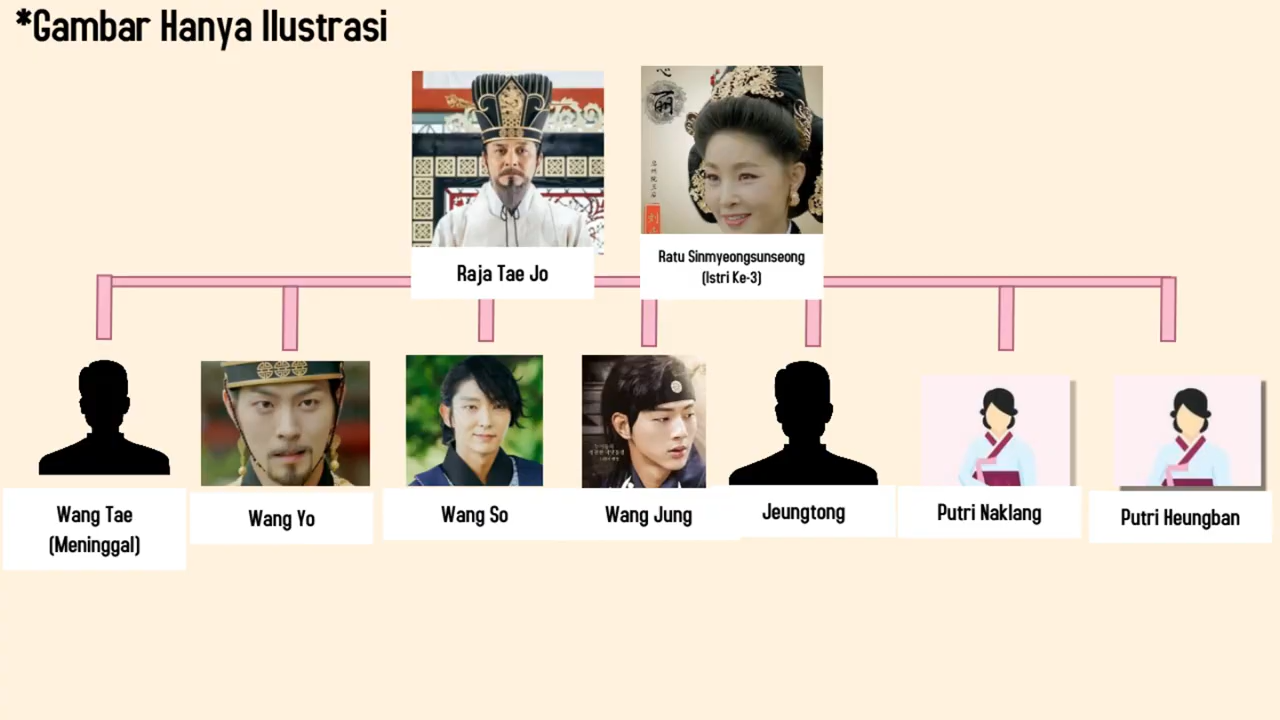 *Gambar Hanya Ilustrasi
麗
Raja Tae Jo
Ratu Sinmyeongsunseong
(Istri Ke-3)
Wang Tae
(Meninggal)
Wang Yo
Wang So
Wang Jung
Jeungtong
Putri Naklang
Putri Heungban